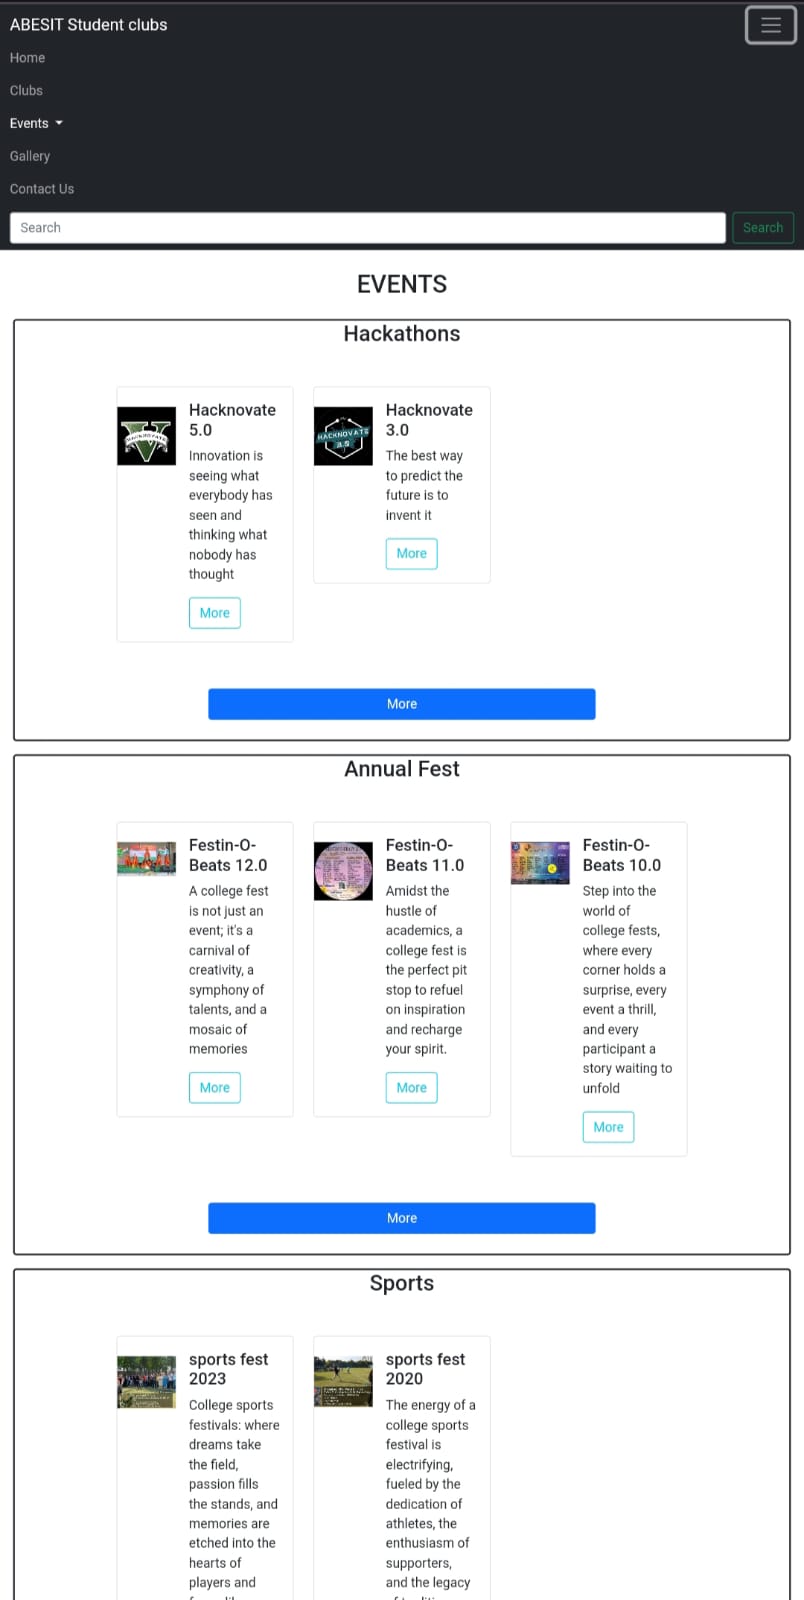 ABESIT Student clubs
Home
Clubs
Events
Gallery
Contact Us
Search
Search
EVENTS
Hackathons
HACKNOVATE
Hacknovate
5.0
Innovation is
seeing what
everybody has
seen and
thinking what
nobody has
thought
More
HACKNOVATE
3.0
Hacknovate
3.0
The best way
to predict the
future is to
invent it
More
More
Annual Fest
Festin-O-
Beats 12.0
A college fest
is not just an
event; it's a
carnival of
creativity, a
symphony of
talents, and a
mosaic of
memories
More
Festin-O-
Beats 11.0
Amidst the
hustle of
academics, a
college fest is
the perfect pit
stop to refuel
on inspiration
and recharge
your spirit.
More
Festin-O-
Beats 10.0
Step into the
world of
college fests,
where every
corner holds a
surprise, every
event a thrill,
and every
participant a
story waiting to
unfold
More
More
Sports
sports fest
2023
College sports
festivals: where
dreams take
the field,
passion fills
the stands, and
memories are
etched into the
hearts of
players and
sports fest
2020
The energy of a
college sports
festival is
electrifying,
fueled by the
dedication of
athletes, the
enthusiasm of
supporters,
and the legacy